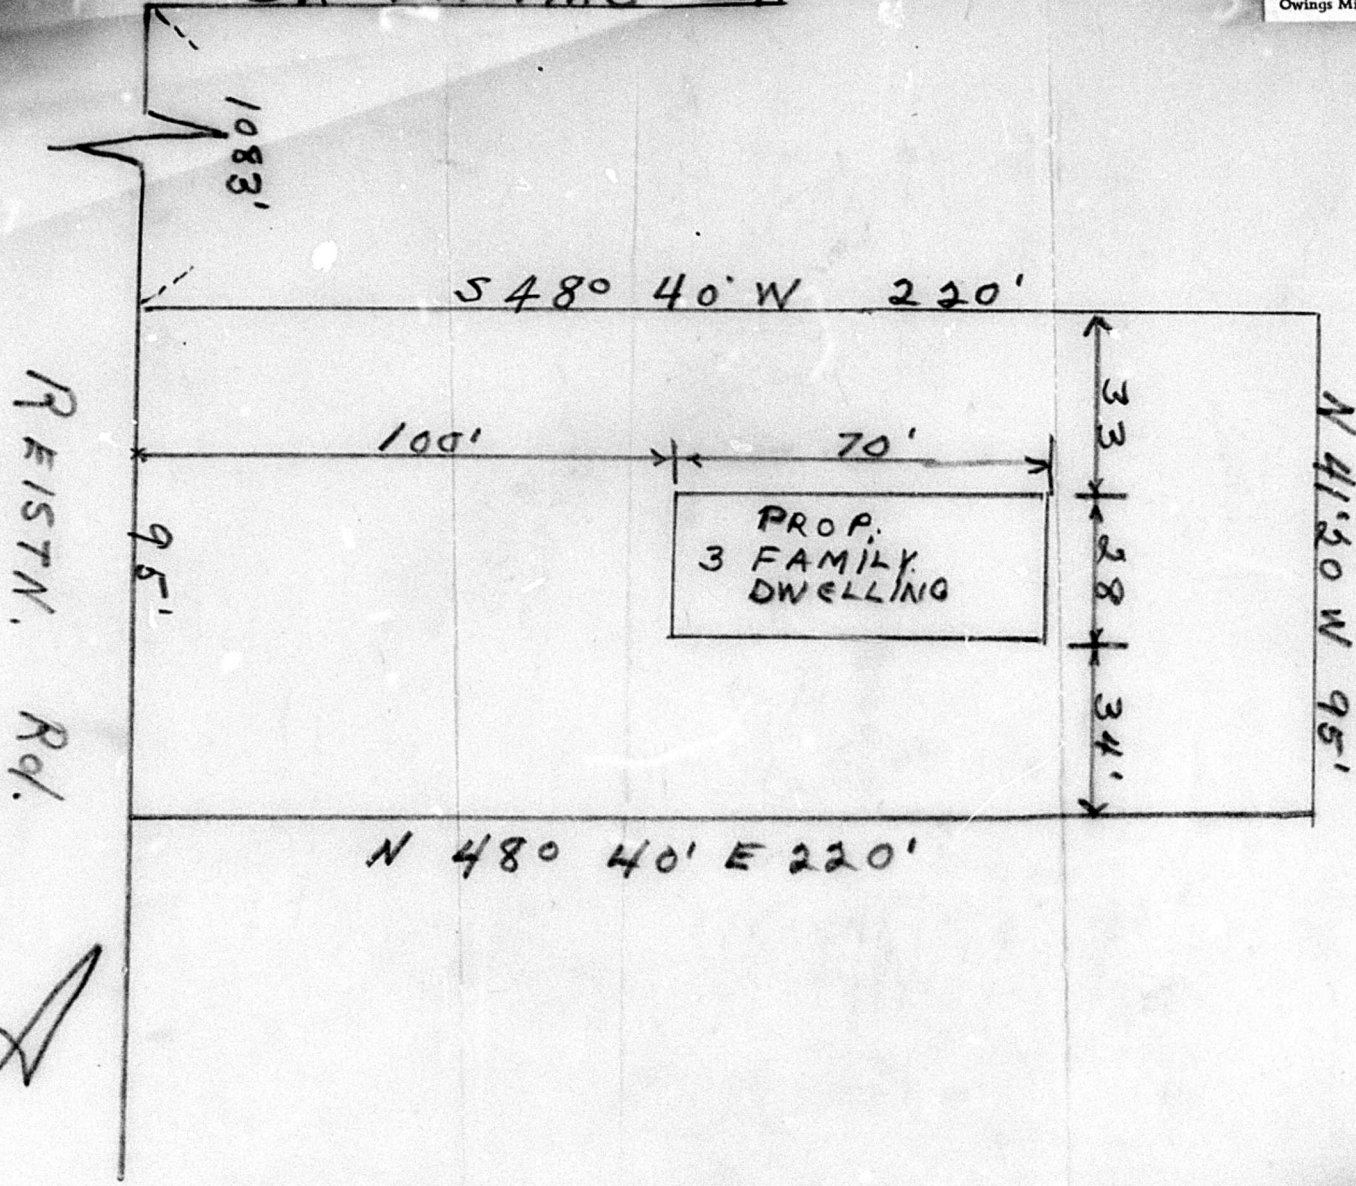 Owings
1083'
S 48° 40' W 220'
100'
70'
33
28
34'
PROP.
3 FAMILY
DWELLING
95'
REISTN. Rd.
N 41°20 W 95'
N 48° 40' E 220'